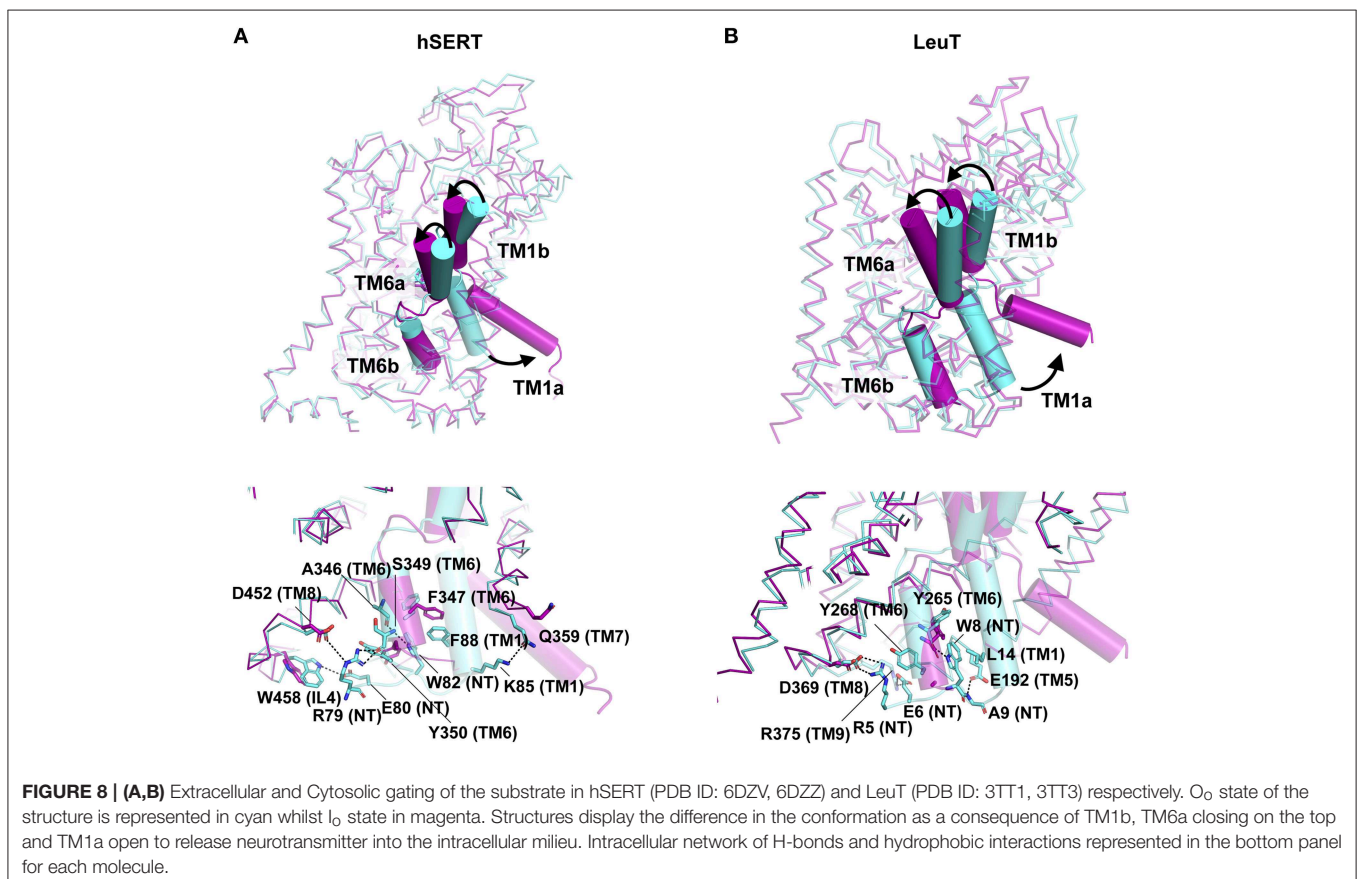 A
hSERT
B
LeuT
TM1b
TM6a
TM6b
TM1a
TM1b
TM6a
TM6b
TM1a
A346 (TM6)
S349 (TM6)
D452 (TM8)
F347 (TM6)
F88 (TM1)
Q359 (TM7)
W82 (NT)
K85 (TM1)
W458 (IL4)
E80 (NT)
R79 (NT)
Y350 (TM6)
Y268 (TM6)
Y265 (TM6)
W8 (NT)
L14 (TM1)
E192 (TM5)
D369 (TM8)
E6 (NT)
A9 (NT)
R5 (NT)
R375 (TM9)
FIGURE 8 | (A,B) Extracellular and Cytosolic gating of the substrate in hSERT (PDB ID: 6DZV, 6DZZ) and LeuT (PDB ID: 3TT1, 3TT3) respectively. Oo state of the
structure is represented in cyan whilst Io state in magenta. Structures display the difference in the conformation as a consequence of TM1b, TM6a closing on the top
and TM1a open to release neurotransmitter into the intracellular milieu. Intracellular network of H-bonds and hydrophobic interactions represented in the bottom panel
for each molecule.